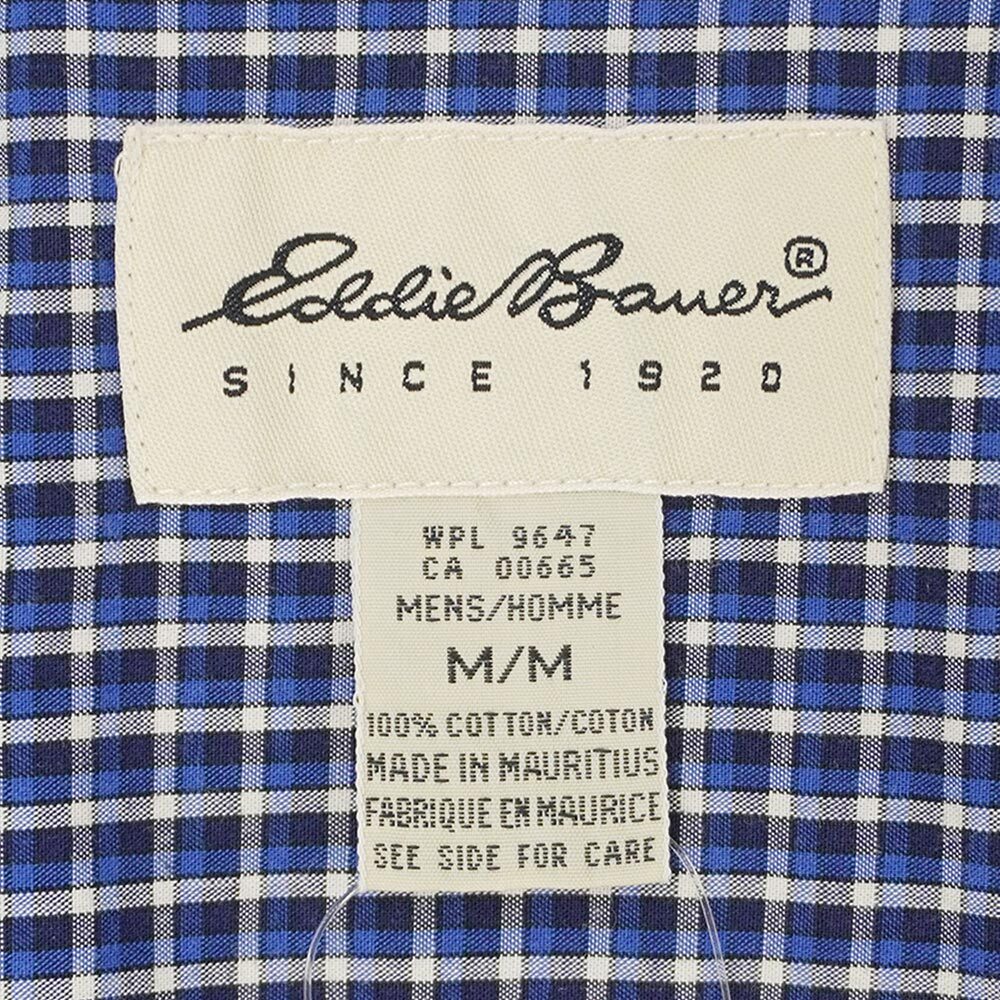 Eddie Bauer®
SINCE 1920
WPL 9647
CA 00665
MENS/HOMME
M/M
100% COTTON/COTON
MADE IN MAURITIUS
FABRIQUE EN MAURICE
SEE SIDE FOR CARE